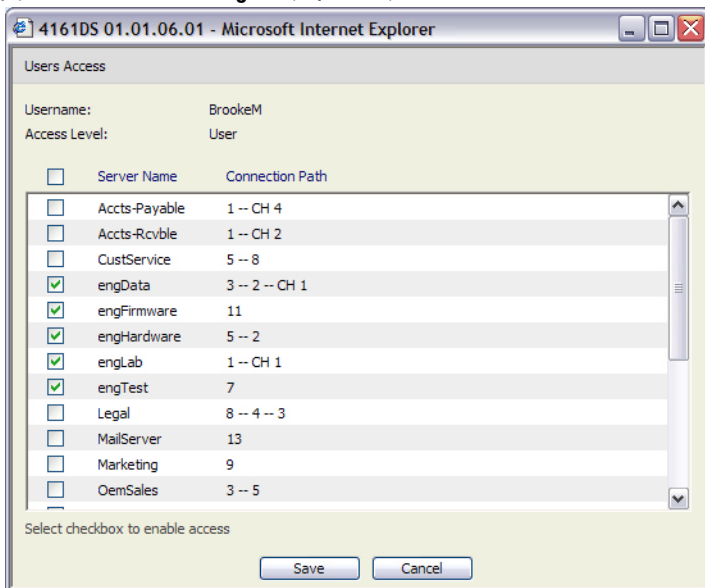 4161DS 01.01.06.01 - Microsoft Internet Explorer
Users Access
Username: BrookeM
Access Level: User
Server Name Connection Path
Accts-Payable 1 -- CH 4
Accts-Rcvble 1 -- CH 2
CustService 5 -- 8
engData 3 -- 2 -- CH 1
engFirmware 11
engHardware 5 -- 2
engLab 1 -- CH 1
engTest 7
Legal 8 -- 4 -- 3
MailServer 13
Marketing 9
OemSales 3 -- 5
Select checkbox to enable access
Save Cancel